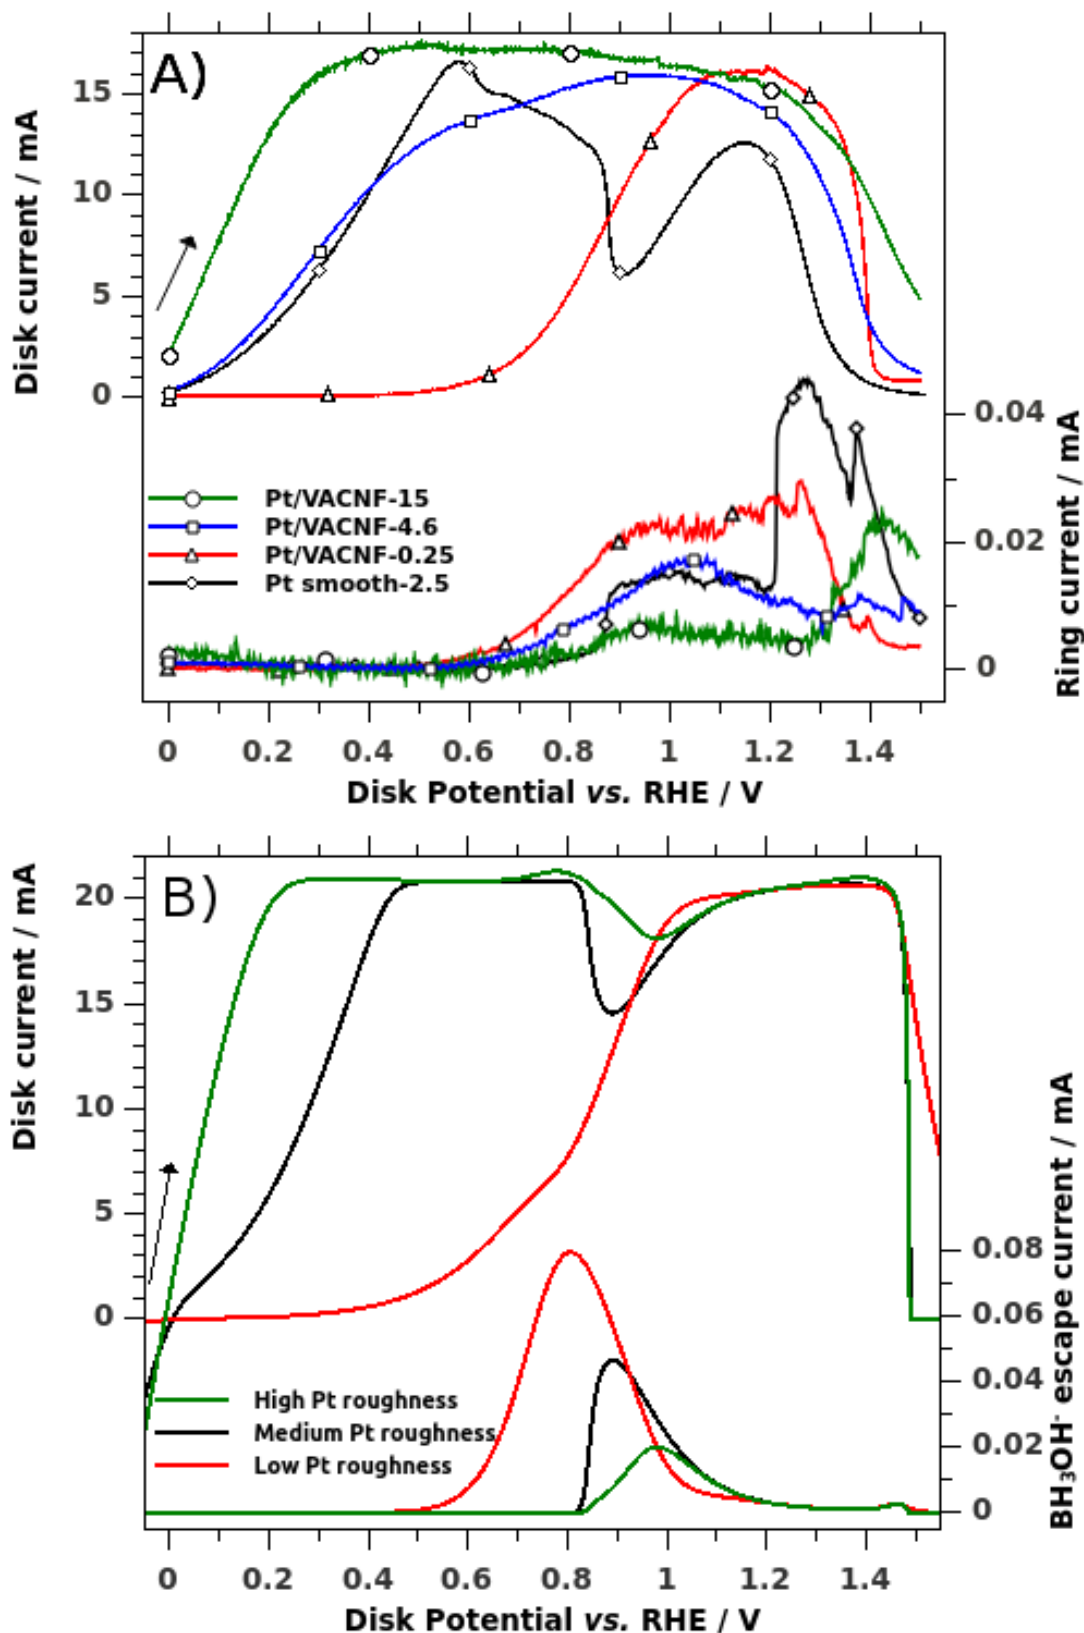 A)
Disk current / mA
15
10
5
0
0.04
0.02
0
Ring current / mA
Pt/VACNF-15
Pt/VACNF-4.6
Pt/VACNF-0.25
Pt smooth-2.5
0 0.2 0.4 0.6 0.8 1 1.2 1.4
Disk Potential vs. RHE / V
B)
Disk current / mA
20
15
10
5
0
0.08
0.06
0.04
0.02
0
BH₃OH⁻ escape current / mA
High Pt roughness
Medium Pt roughness
Low Pt roughness
0 0.2 0.4 0.6 0.8 1 1.2 1.4
Disk Potential vs. RHE / V